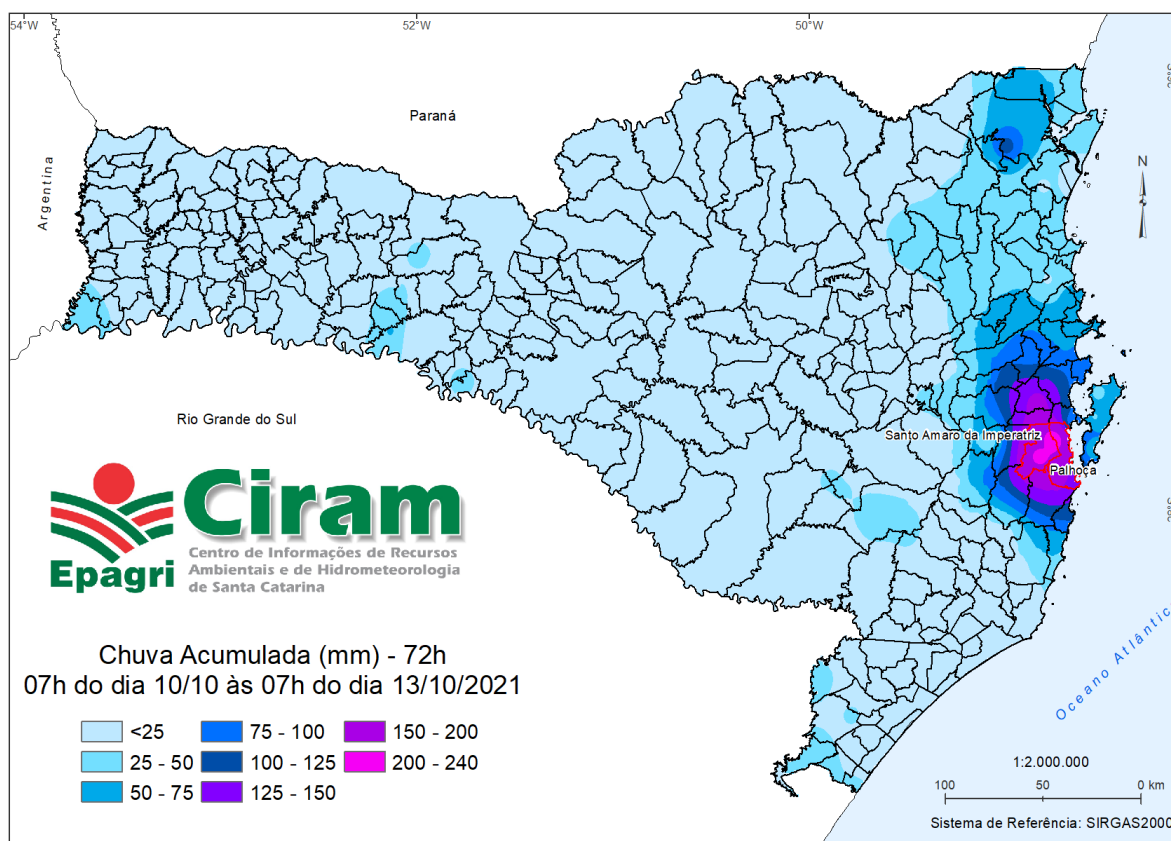 54°W
52°W
50°W
26°S
Paraná
Argentina
N
Rio Grande do Sul
Santo Amaro da Imperatriz
Palhoça
28°S
Ciram
Centro de Informações de Recursos
Ambientais e de Hidrometeorologia
de Santa Catarina
Epagri
Oceano Atlântic
Chuva Acumulada (mm) - 72h
07h do dia 10/10 às 07h do dia 13/10/2021
<25
75 - 100
150 - 200
25 - 50
100 - 125
200 - 240
50 - 75
125 - 150
1:2.000.000
100
50
0 km
Sistema de Referência: SIRGAS2000